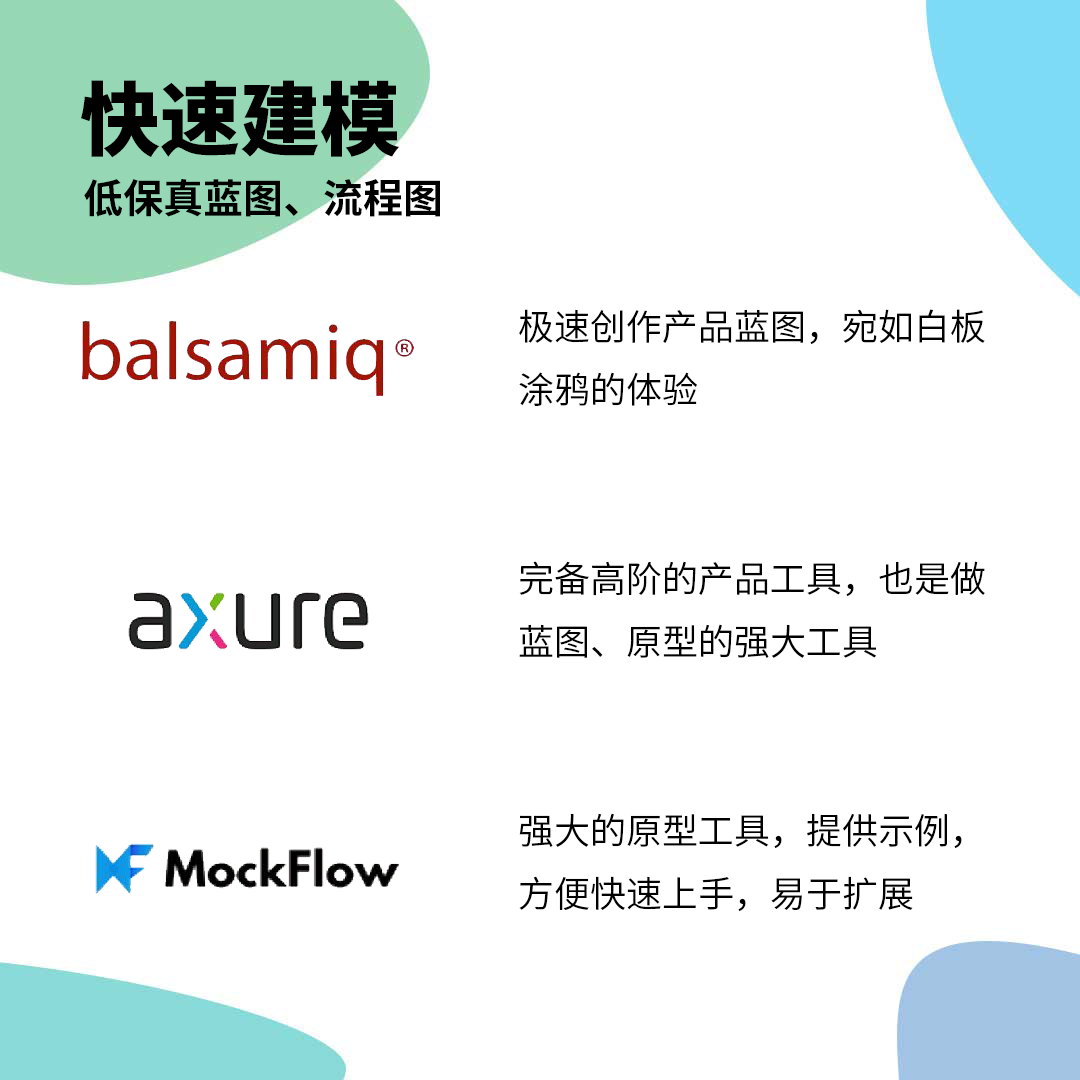 快速建模
低保真蓝图、流程图
balsamiq®
极速创作产品蓝图，宛如白板
涂鸦的体验
axure
完备高阶的产品工具，也是做
蓝图、原型的强大工具
MockFlow
强大的原型工具，提供示例，
方便快速上手，易于扩展